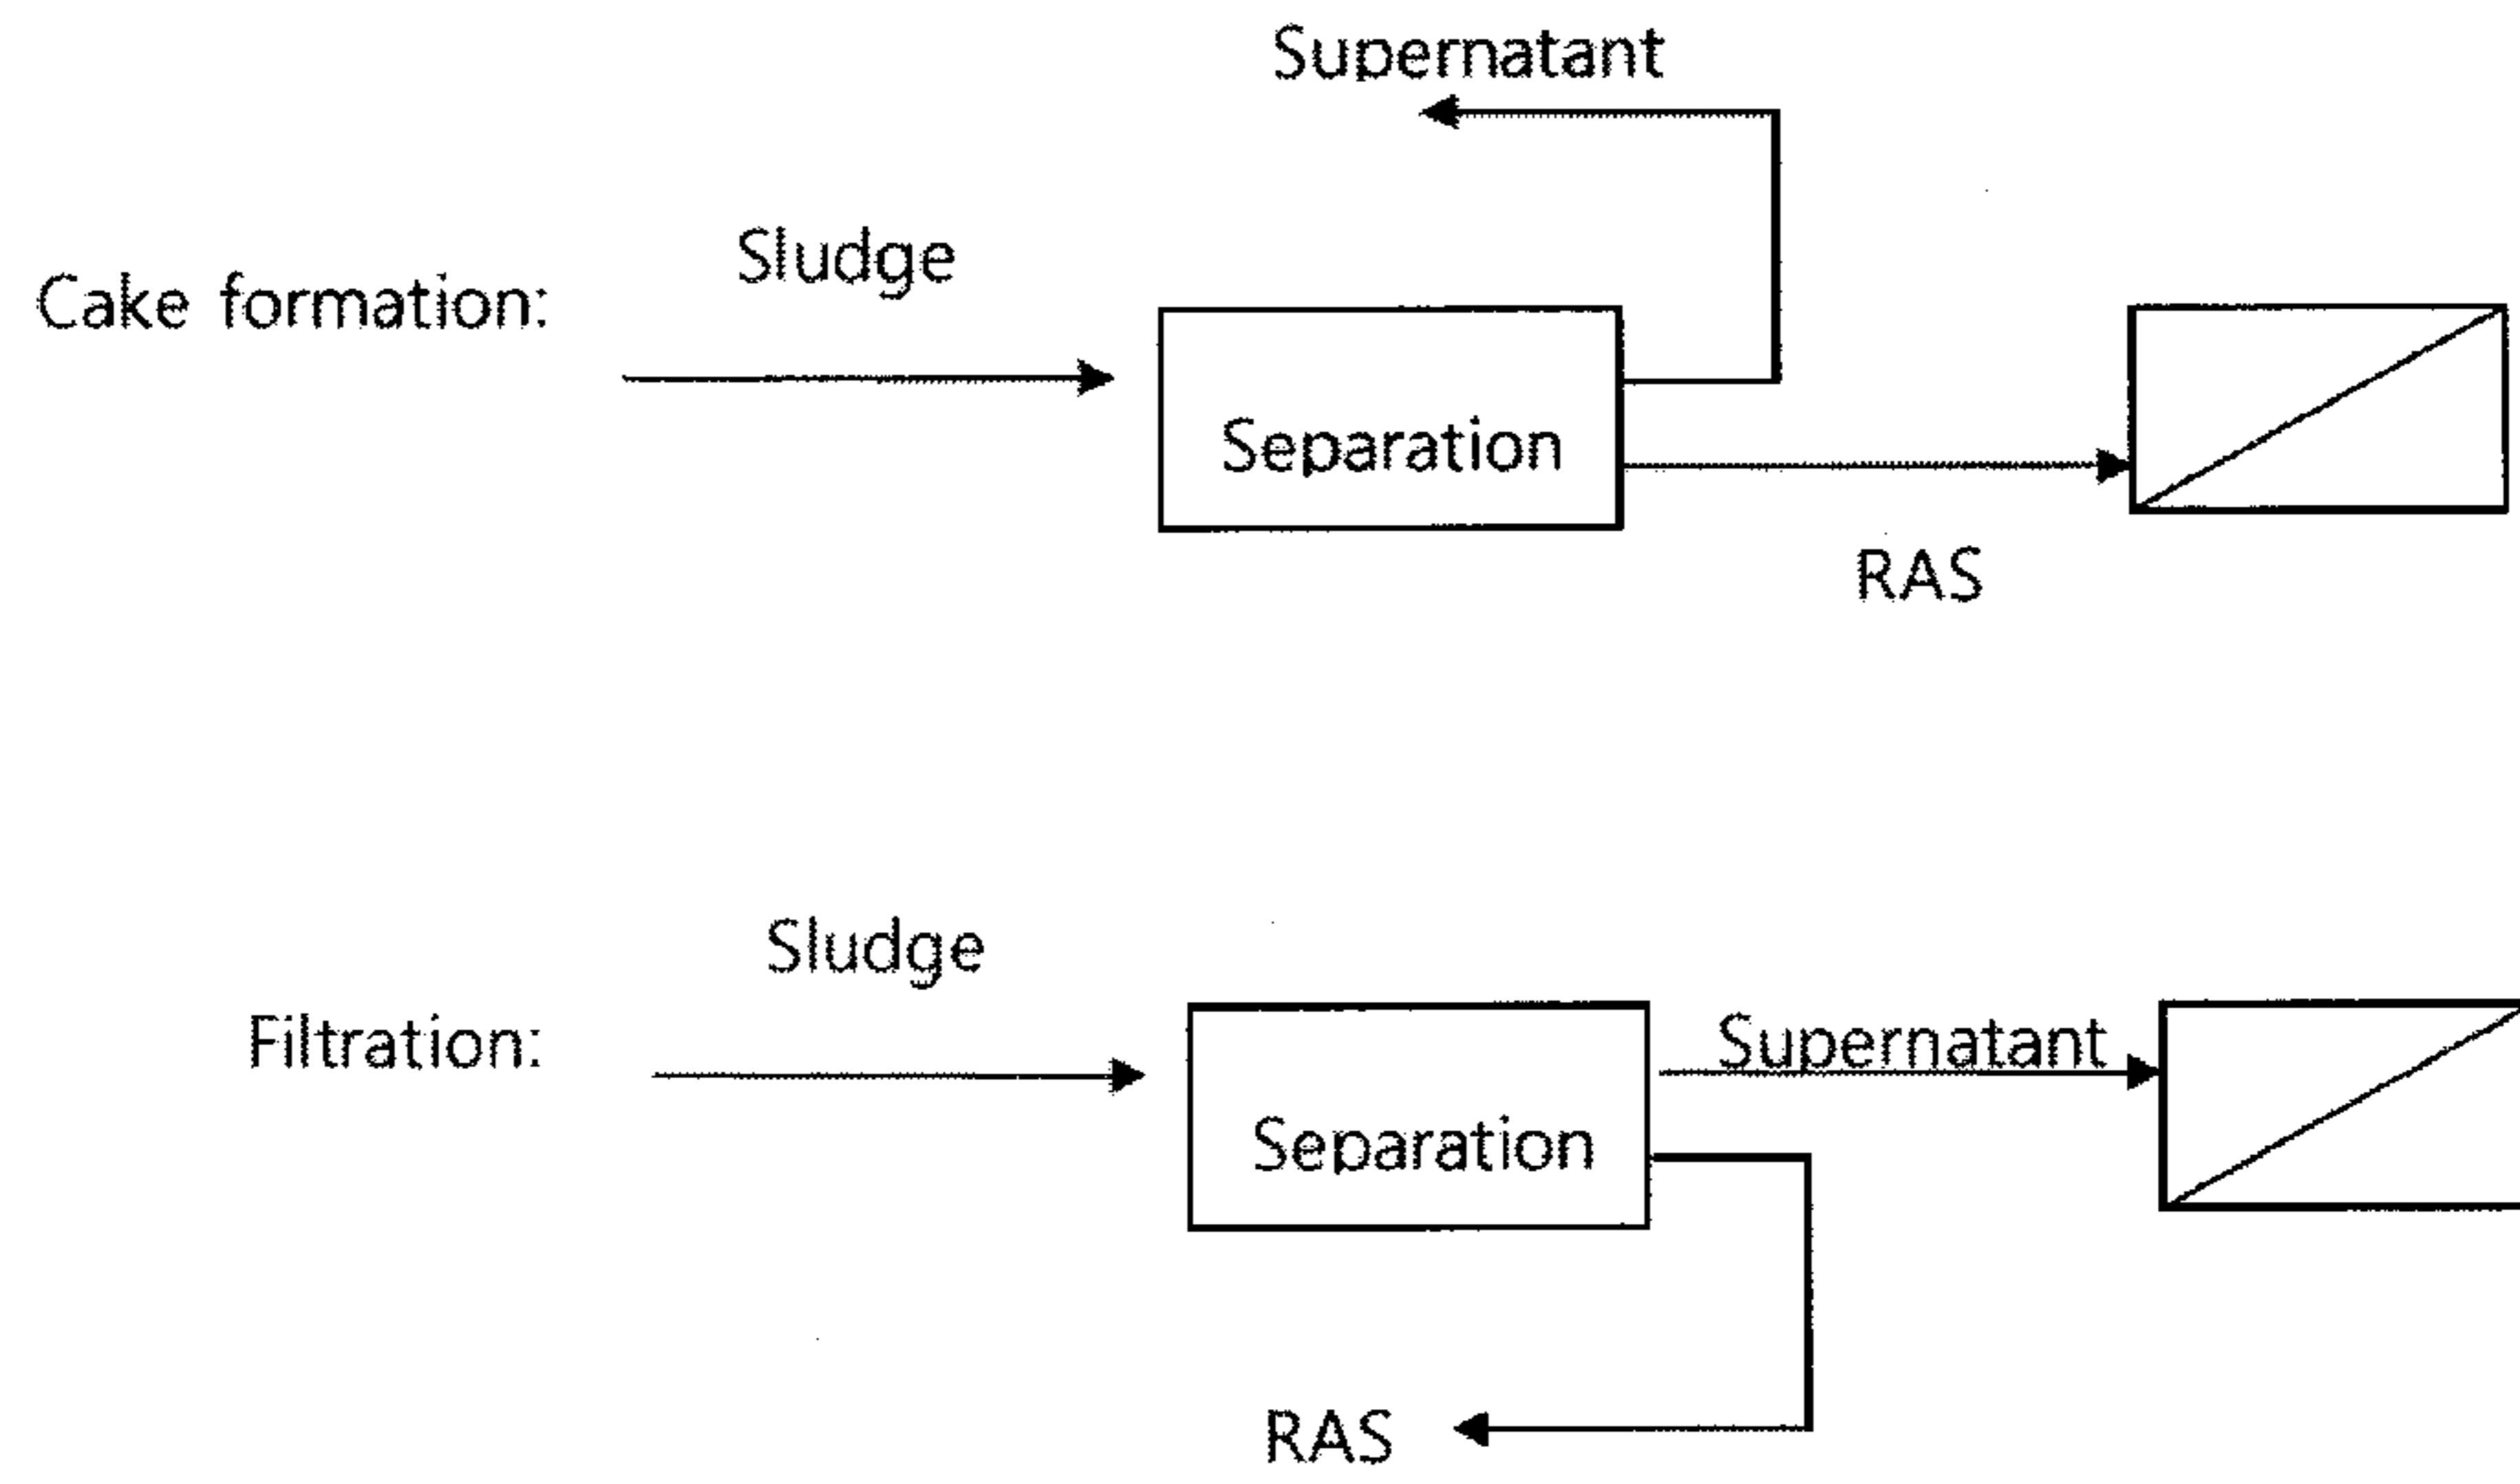 Supernatant
Sludge
Cake formation:
Separation
RAS
Sludge
Filtration:
Supernatant
Separation
RAS